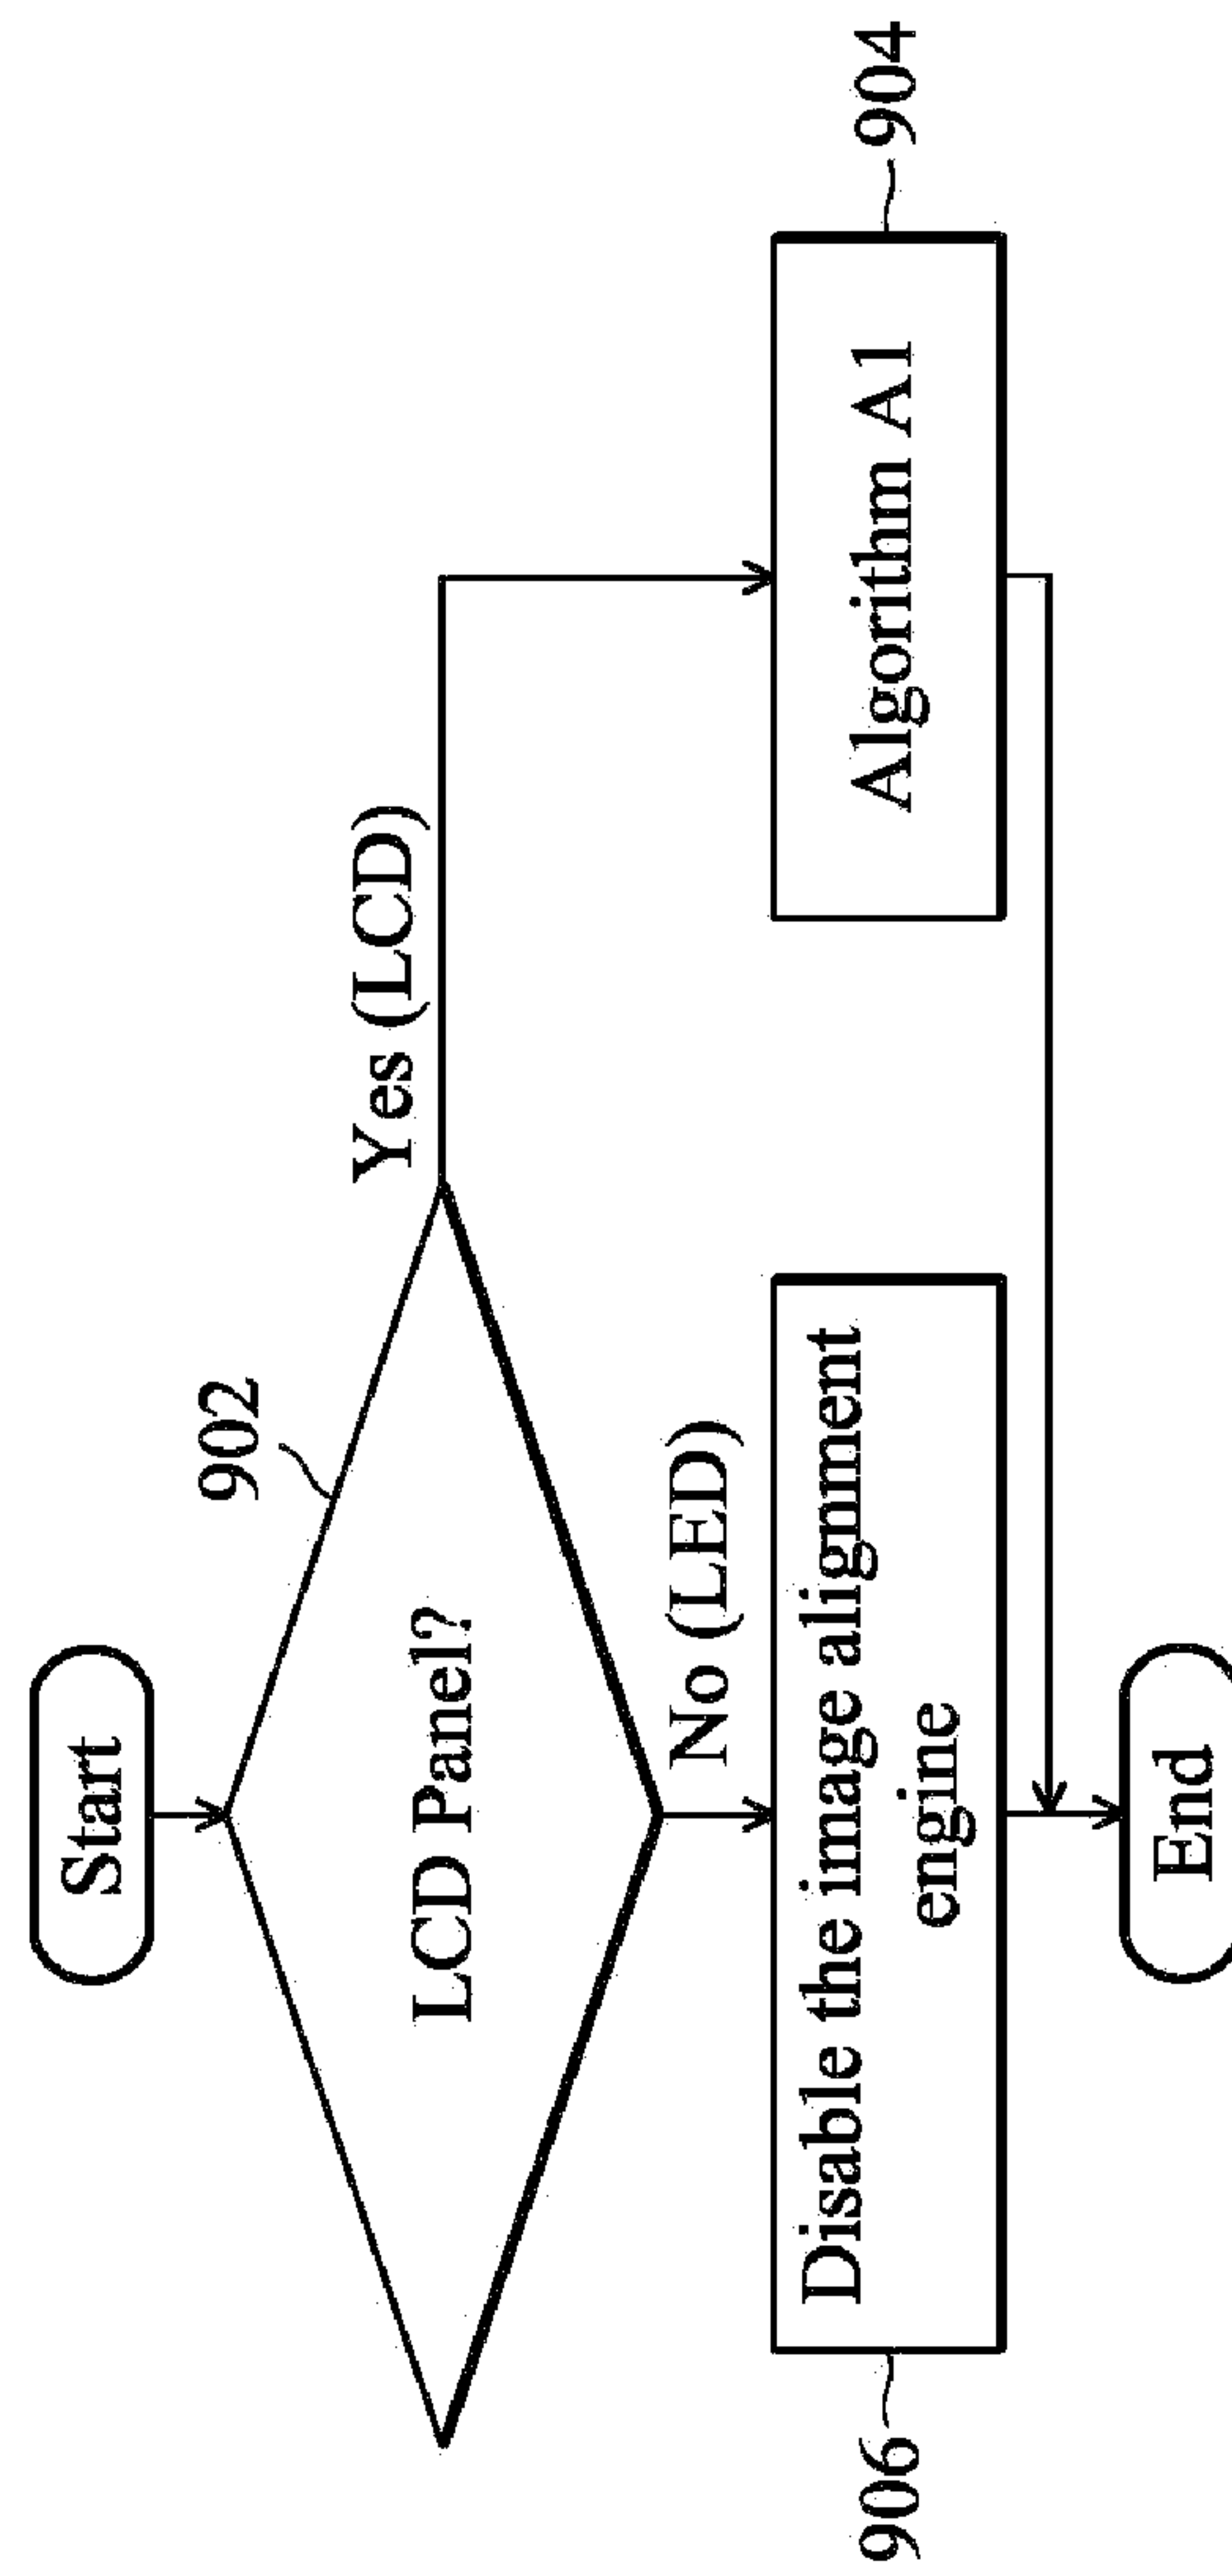 Start
902
LCD Panel?
Yes (LCD)
No (LED)
906
Disable the image alignment
engine
Algorithm A1
904
End